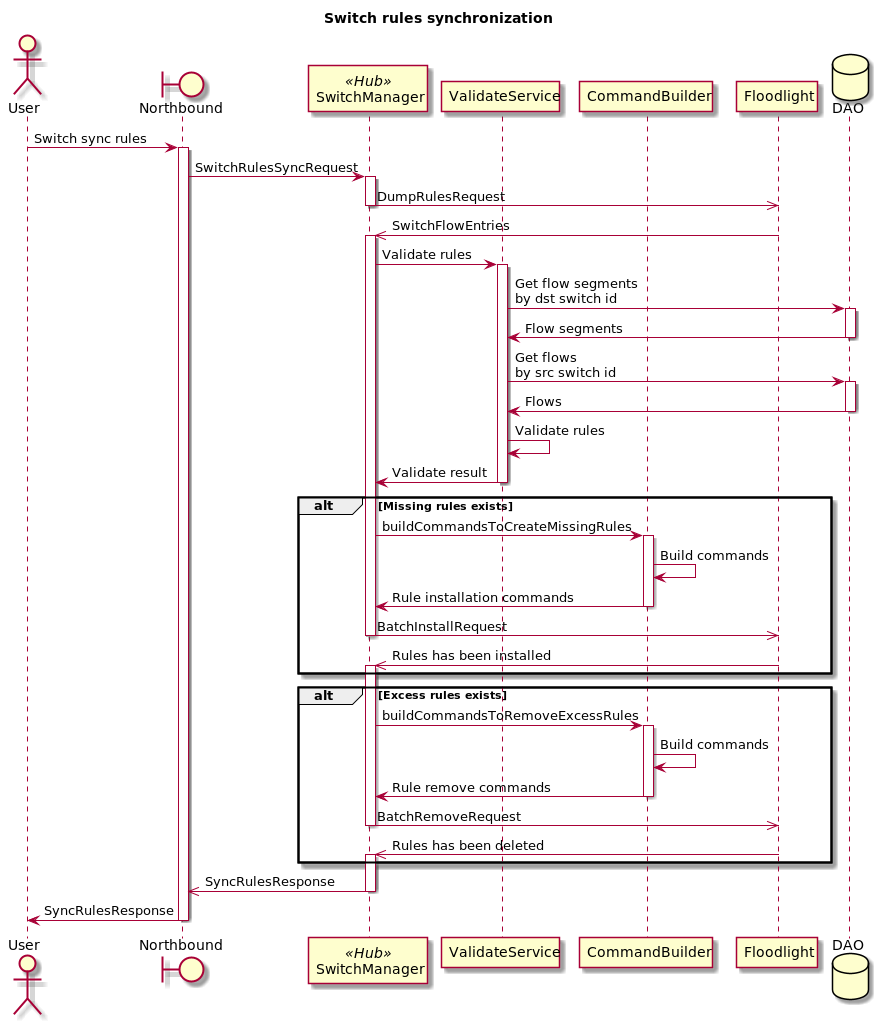 Switch rules synchronization
User
Northbound
«Hub»
SwitchManager
ValidateService
CommandBuilder
Floodlight
DAO
Switch sync rules
SwitchRulesSyncRequest
DumpRulesRequest
SwitchFlowEntries
Validate rules
Get flow segments
by dst switch id
Flow segments
Get flows
by src switch id
Flows
Validate rules
Validate result
alt [Missing rules exists]
buildCommandsToCreateMissingRules
Build commands
Rule installation commands
BatchInstallRequest
Rules has been installed
alt [Excess rules exists]
buildCommandsToRemoveExcessRules
Build commands
Rule remove commands
BatchRemoveRequest
Rules has been deleted
SyncRulesResponse
SyncRulesResponse
User
Northbound
«Hub»
SwitchManager
ValidateService
CommandBuilder
Floodlight
DAO